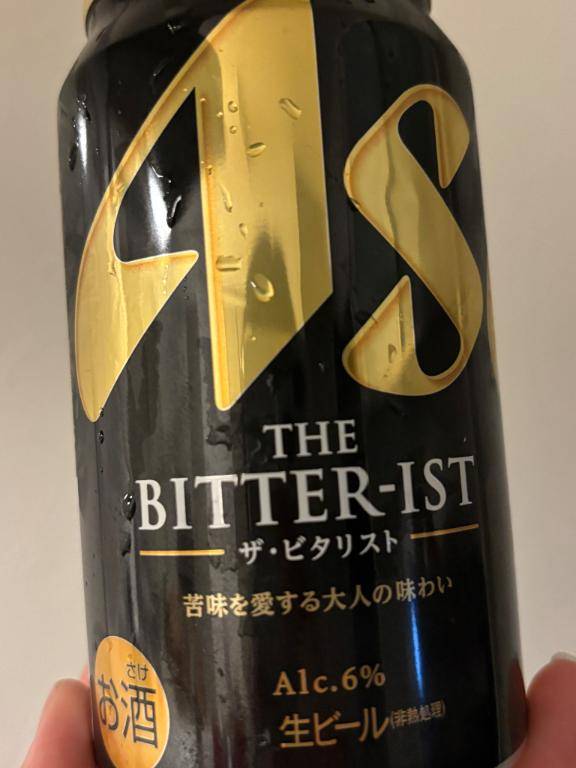 As
THE
BITTER-IST
ザ・ビタリスト
苦味を愛する大人の味わい
さけ
お酒
Alc.6%
生ビール(非熱処理)